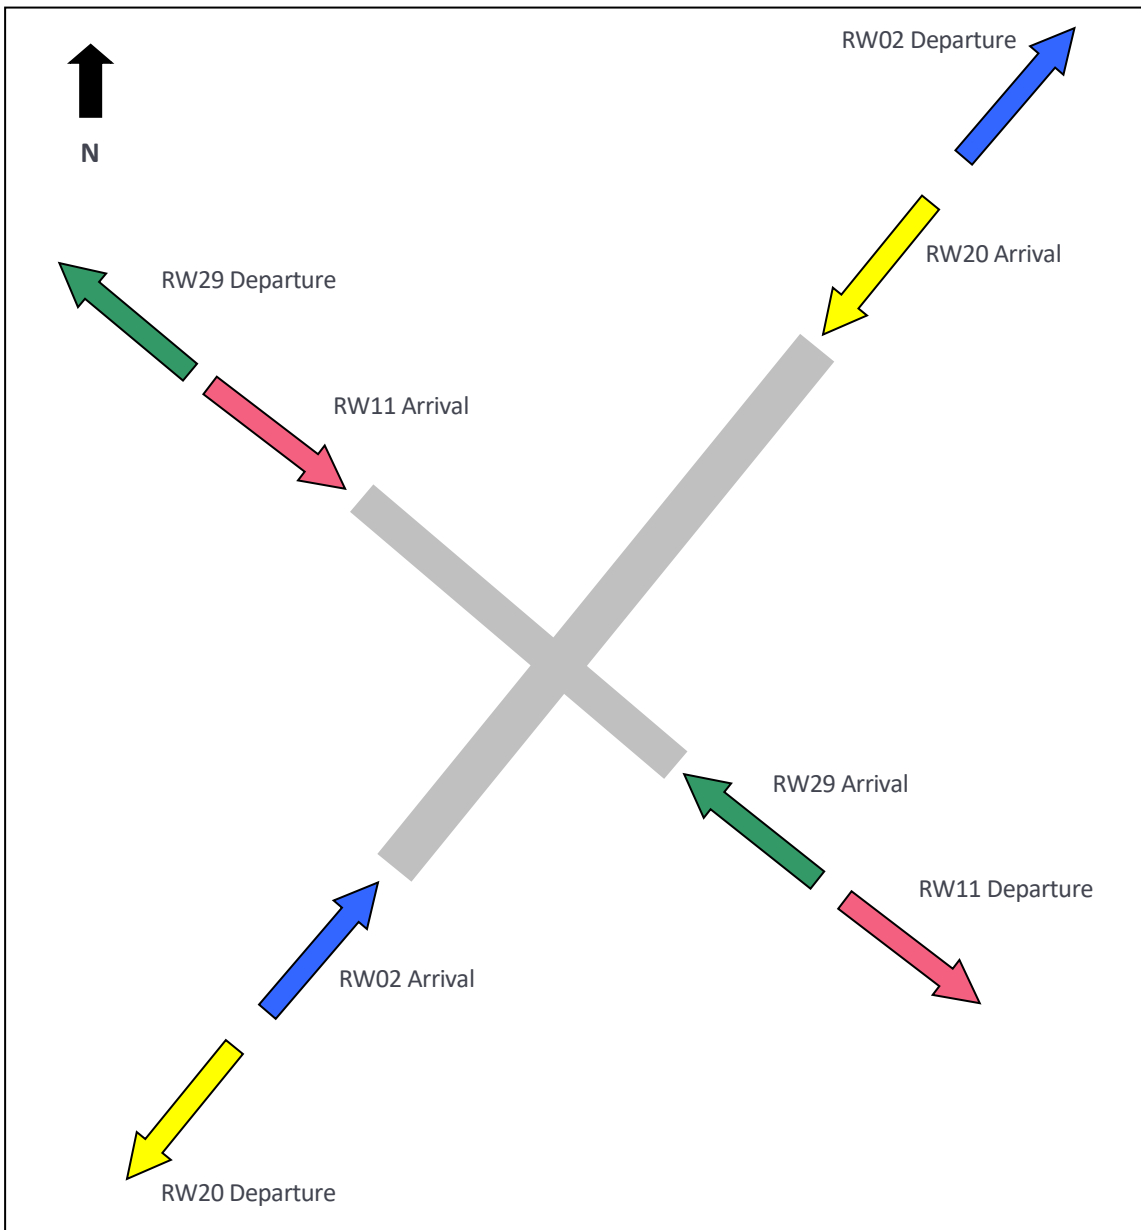 RW02 Departure
N
RW20 Arrival
RW29 Departure
RW11 Arrival
RW29 Arrival
RW11 Departure
RW02 Arrival
RW20 Departure